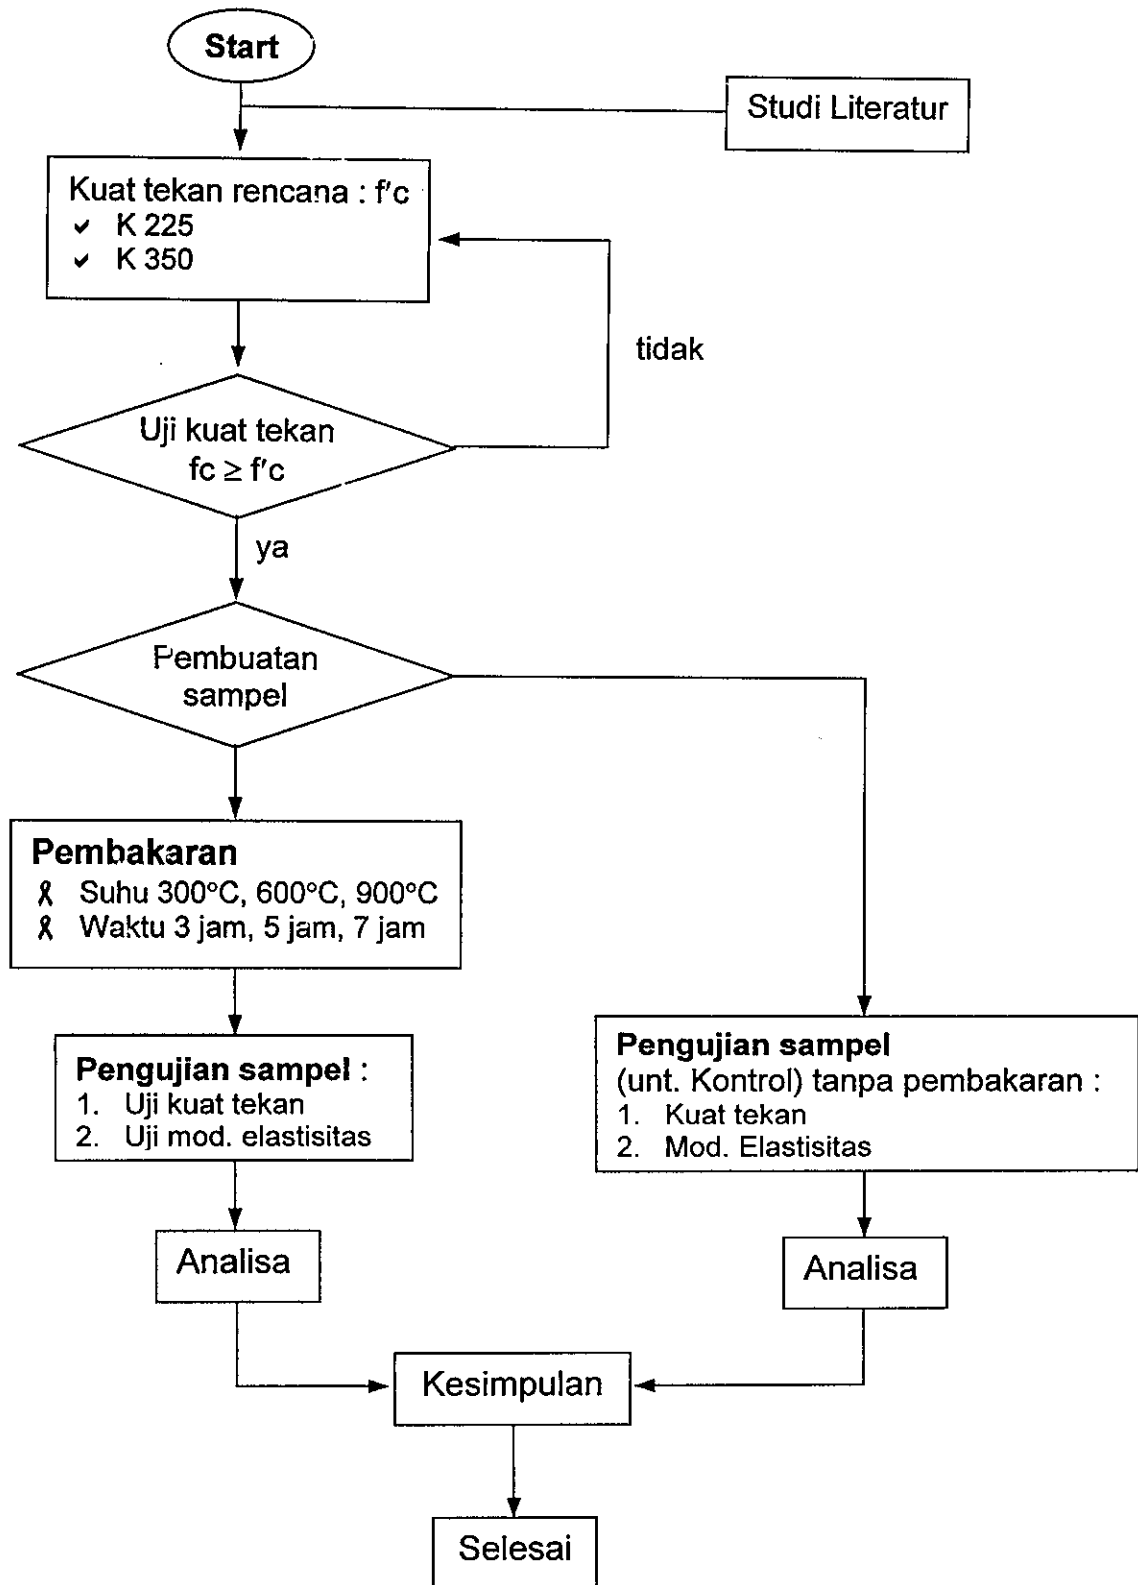 Start
Studi Literatur
Kuat tekan rencana : f'c
✓ K 225
✓ K 350
tidak
Uji kuat tekan
fc ≥ f'c
ya
Pembuatan
sampel
Pembakaran
Suhu 300°C, 600°C, 900°C
Waktu 3 jam, 5 jam, 7 jam
Pengujian sampel :
1. Uji kuat tekan
2. Uji mod. elastisitas
Pengujian sampel
(unt. Kontrol) tanpa pembakaran :
1. Kuat tekan
2. Mod. Elastisitas
Analisa
Analisa
Kesimpulan
Selesai